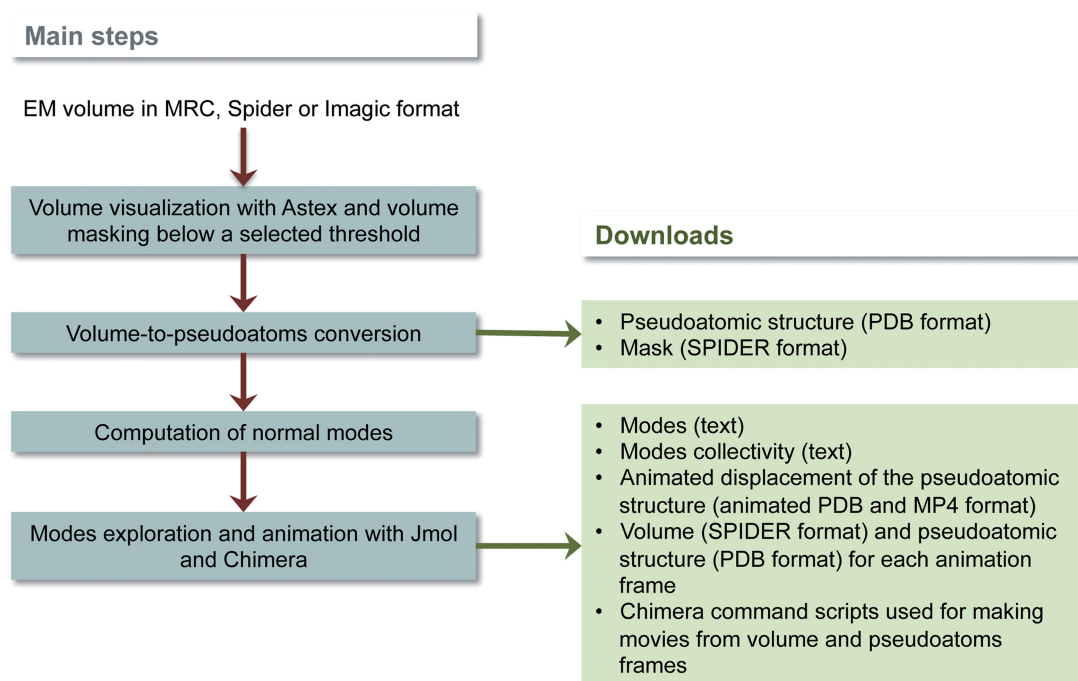 Main steps
EM volume in MRC, Spider or Imagic format
Volume visualization with Astex and volume
masking below a selected threshold
Volume-to-pseudoatoms conversion
Computation of normal modes
Modes exploration and animation with Jmol
and Chimera
Downloads
• Pseudoatomic structure (PDB format)
• Mask (SPIDER format)
• Modes (text)
• Modes collectivity (text)
• Animated displacement of the pseudoatomic
structure (animated PDB and MP4 format)
• Volume (SPIDER format) and pseudoatomic
structure (PDB format) for each animation
frame
• Chimera command scripts used for making
movies from volume and pseudoatoms
frames